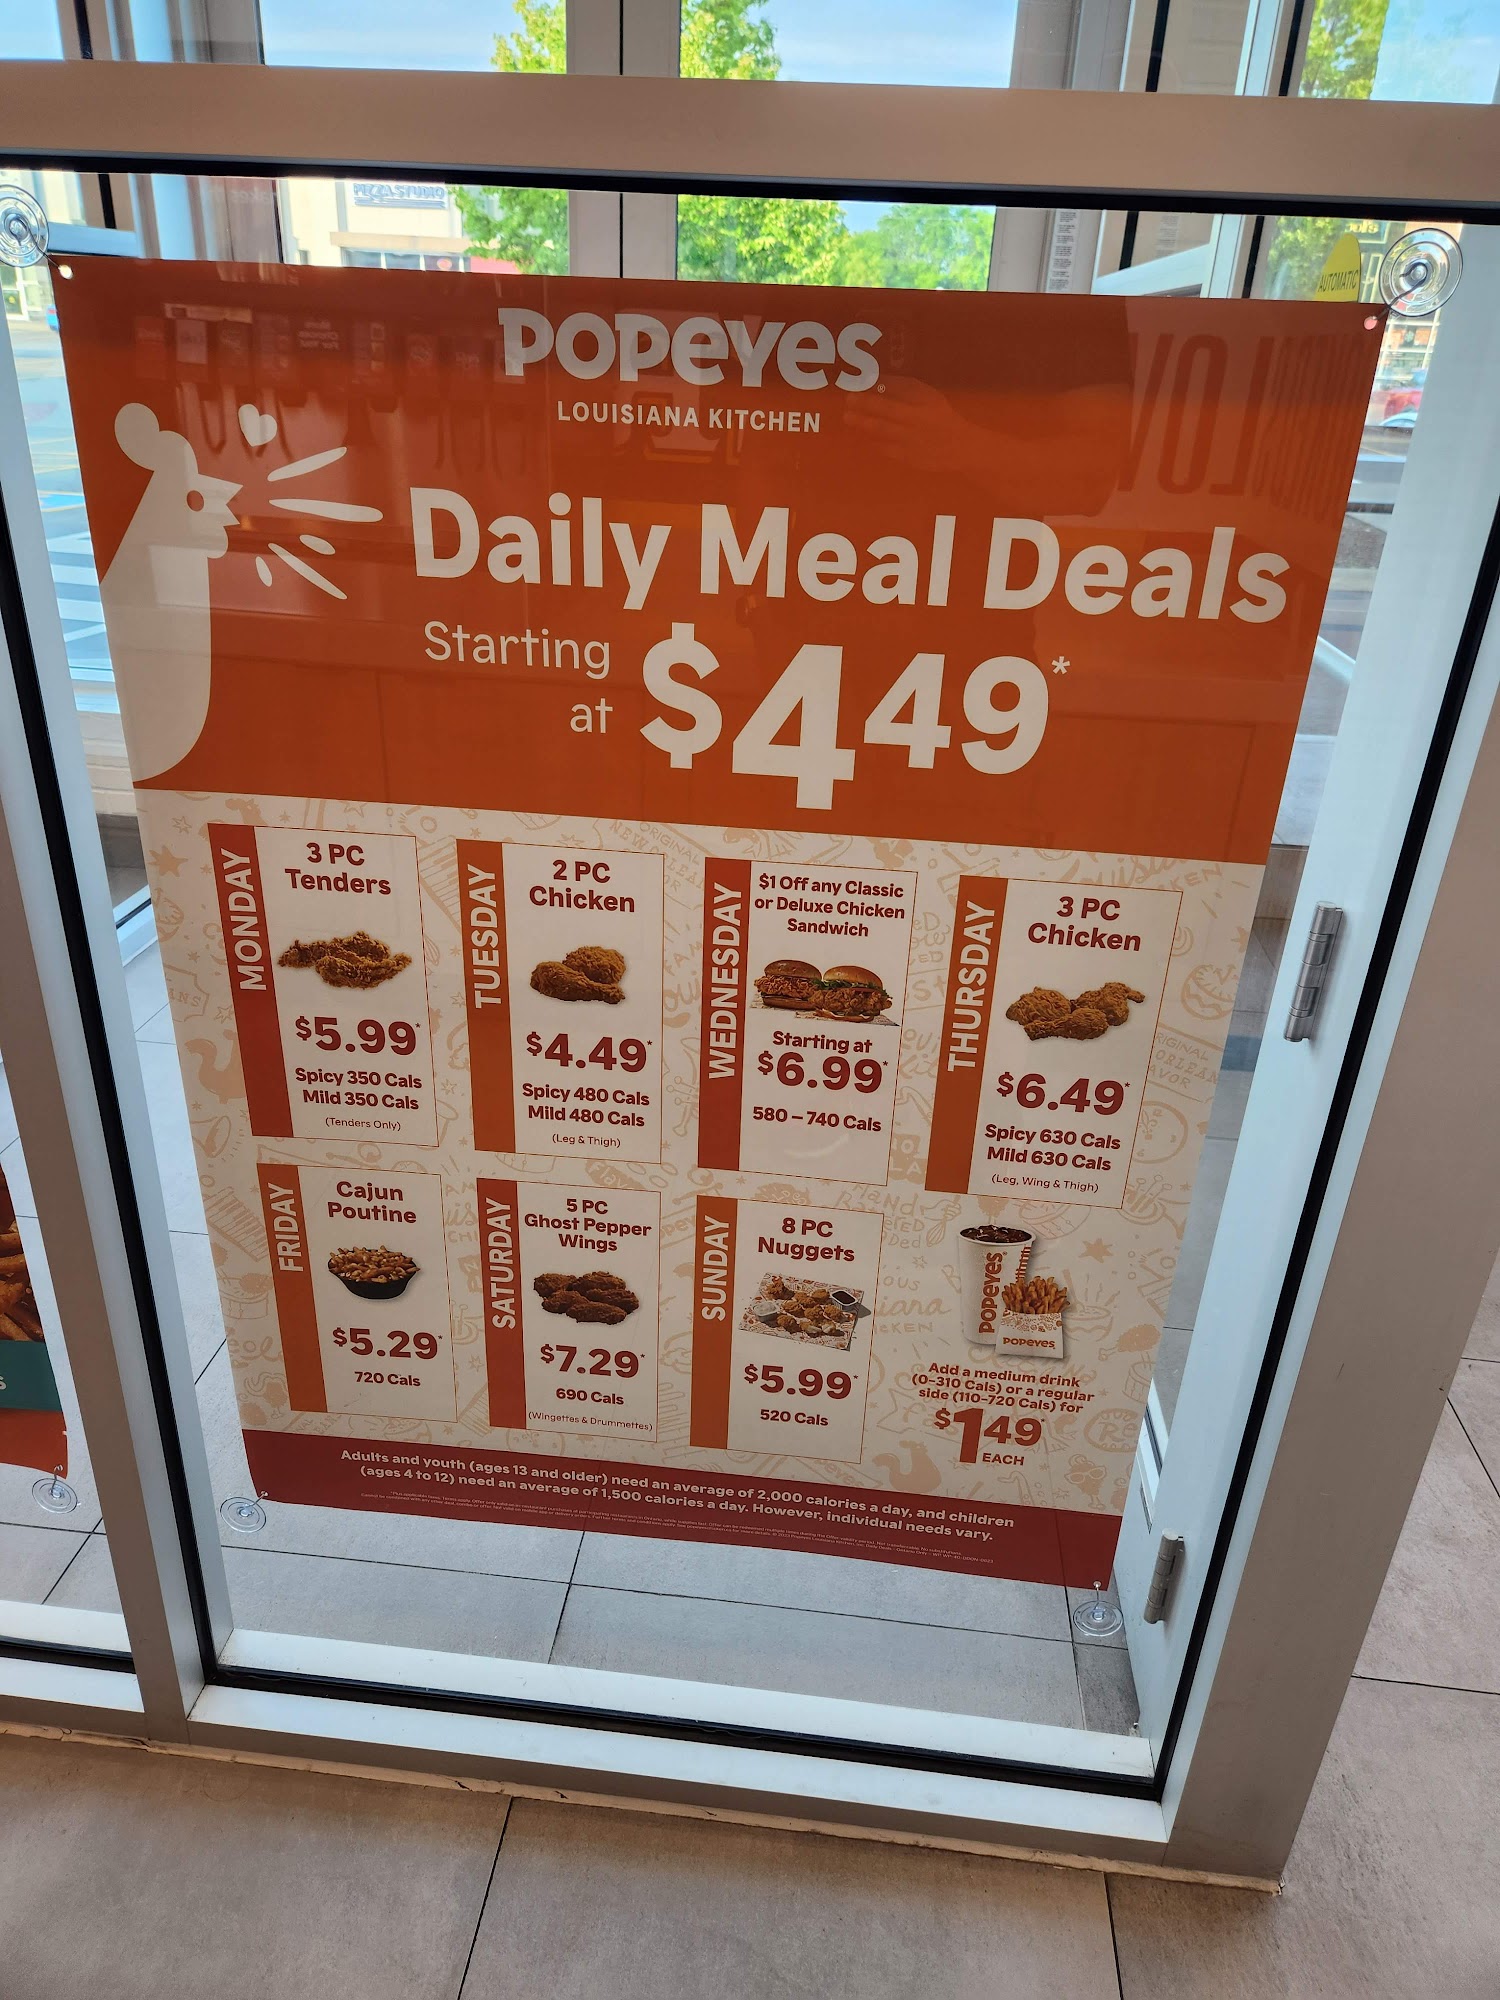 PIZZA STUDIO
AUTOMATIC
POPEYES
LOUISIANA KITCHEN
Daily Meal Deals
Starting
at $4 49*
MONDAY
3 PC
Tenders
$5.99*
Spicy 350 Cals
Mild 350 Cals
(Tenders Only)
TUESDAY
2 PC
Chicken
$4.49*
Spicy 480 Cals
Mild 480 Cals
(Leg & Thigh)
WEDNESDAY
$1 Off any Classic
or Deluxe Chicken
Sandwich
Starting at
$6.99*
580 – 740 Cals
THURSDAY
3 PC
Chicken
$6.49*
Spicy 630 Cals
Mild 630 Cals
(Leg, Wing & Thigh)
FRIDAY
Cajun
Poutine
$5.29*
720 Cals
SATURDAY
5 PC
Ghost Pepper
Wings
$7.29*
690 Cals
(Wingettes & Drummettes)
SUNDAY
8 PC
Nuggets
$5.99*
520 Cals
POPEYES
POPEYES
Add a medium drink
(0-310 Cals) or a regular
side (110-720 Cals) for
$1 49*
EACH
Adults and youth (ages 13 and older) need an average of 2,000 calories a day, and children
(ages 4 to 12) need an average of 1,500 calories a day. However, individual needs vary.